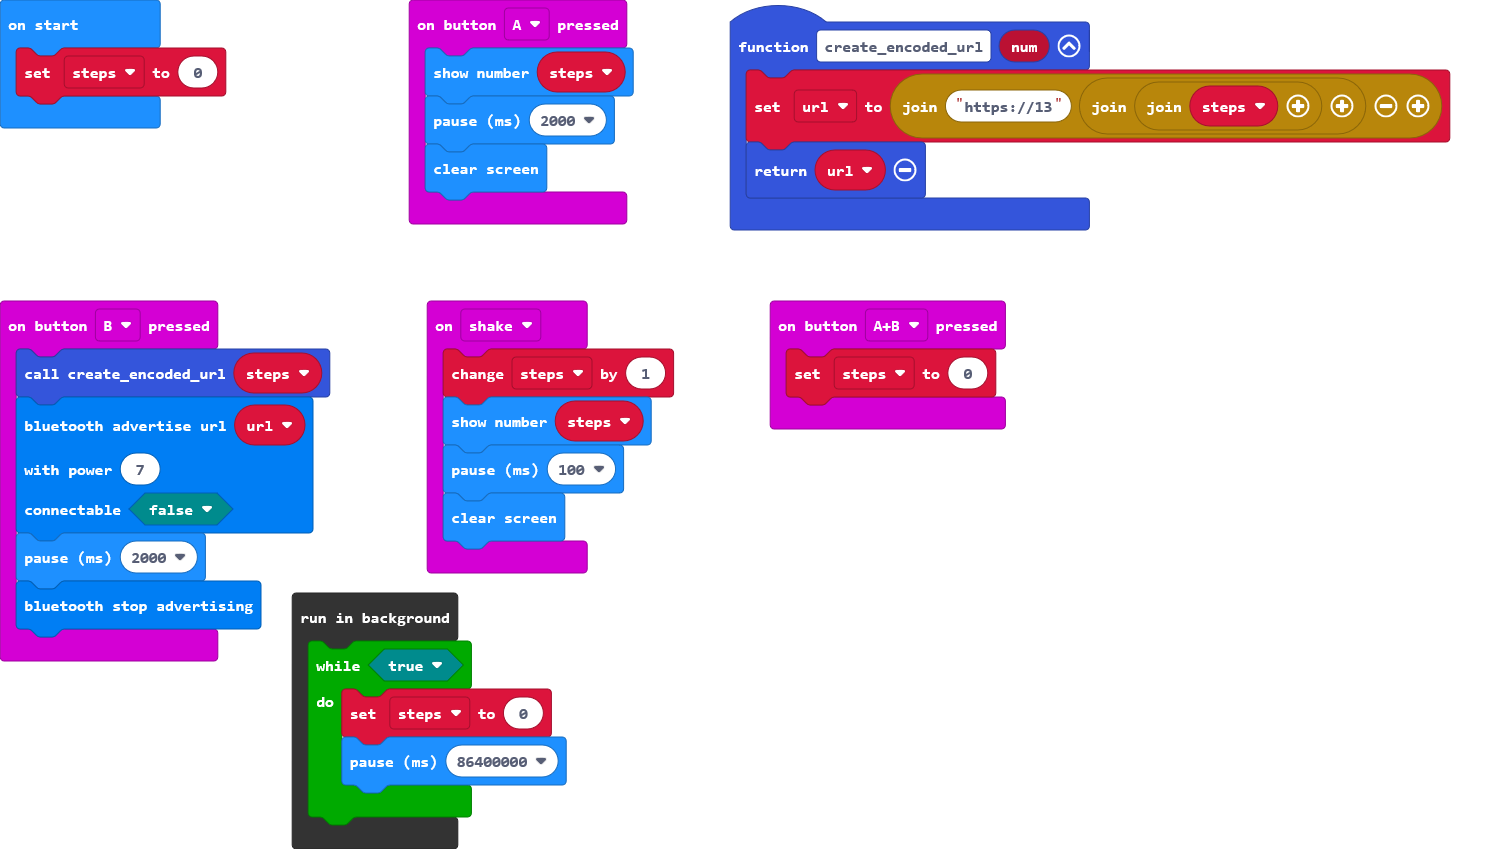 on start
set steps to 0
on button A pressed
show number steps
pause (ms) 2000
clear screen
function create_encoded_url num
set url to join "https://13" join join steps
return url
on button B pressed
call create_encoded_url steps
bluetooth advertise url url
with power 7
connectable false
pause (ms) 2000
bluetooth stop advertising
on shake
change steps by 1
show number steps
pause (ms) 100
clear screen
on button A+B pressed
set steps to 0
run in background
while true
do
set steps to 0
pause (ms) 86400000